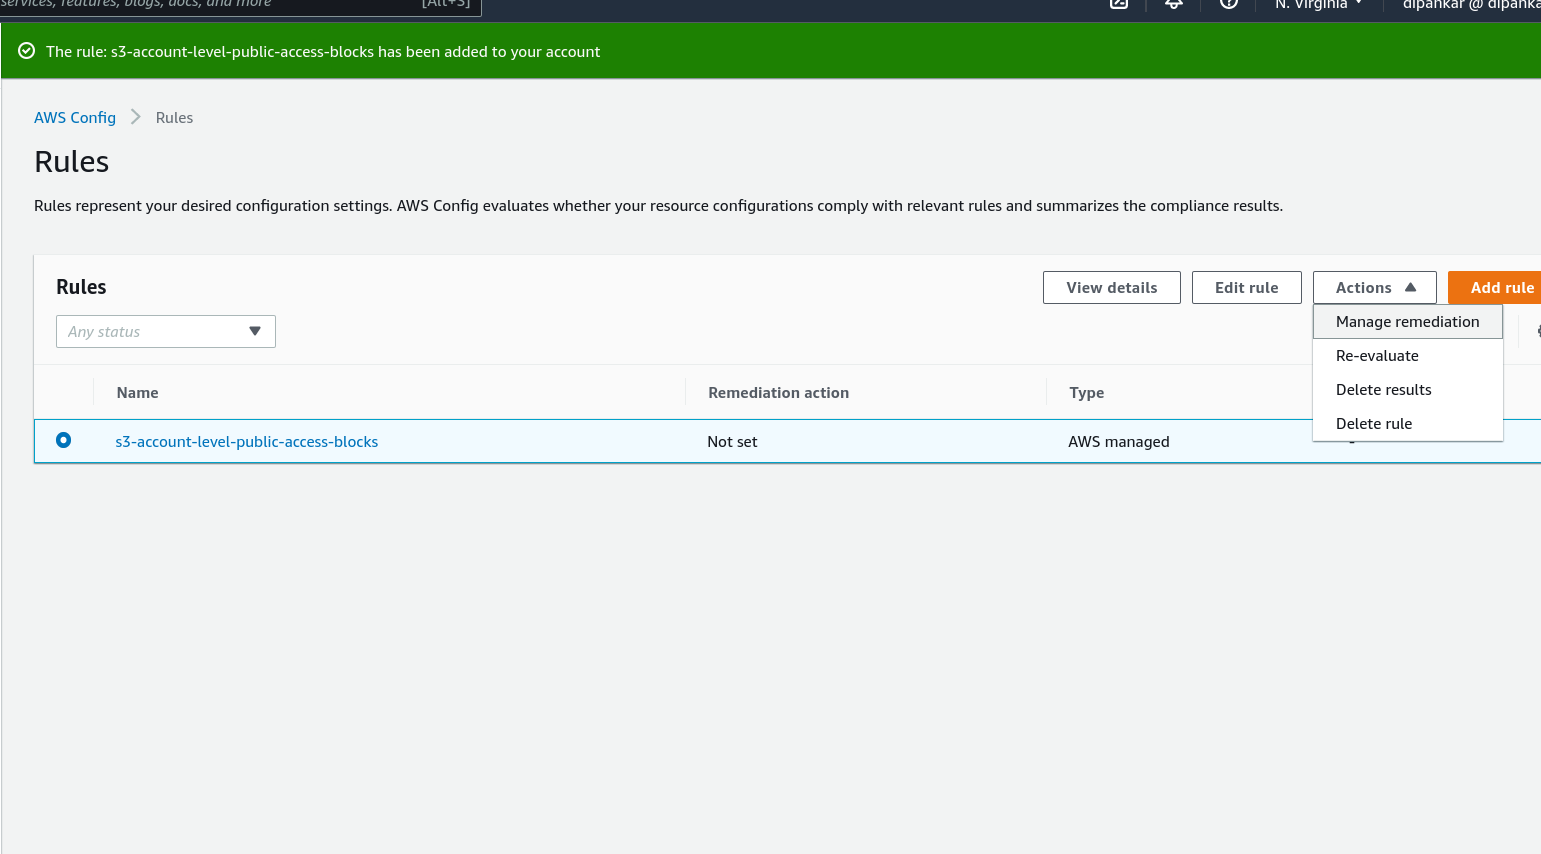 services, features, blogs, docs, and more [Alt+S] N. Virginia dipankar @ dipanka
The rule: s3-account-level-public-access-blocks has been added to your account
AWS Config Rules
Rules
Rules represent your desired configuration settings. AWS Config evaluates whether your resource configurations comply with relevant rules and summarizes the compliance results.
Rules View details Edit rule Actions Add rule
Manage remediation
Any status
Re-evaluate
Delete results
Name Remediation action Type
Delete rule
s3-account-level-public-access-blocks Not set AWS managed